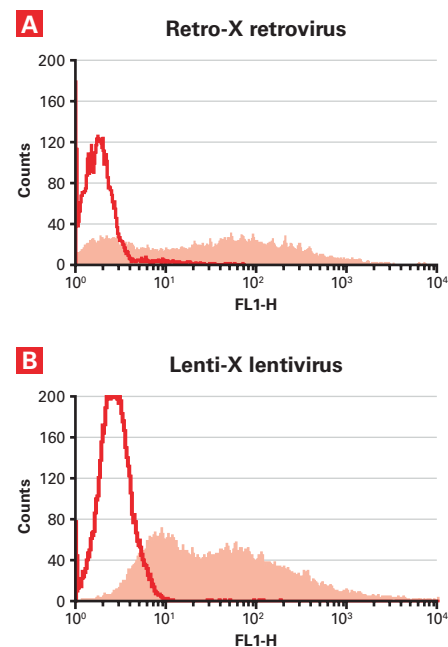 A
Retro-X retrovirus
200
160
120
80
40
0
Counts
10⁰ 10¹ 10² 10³ 10⁴
FL1-H
B
Lenti-X lentivirus
200
160
120
80
40
0
Counts
10⁰ 10¹ 10² 10³ 10⁴
FL1-H